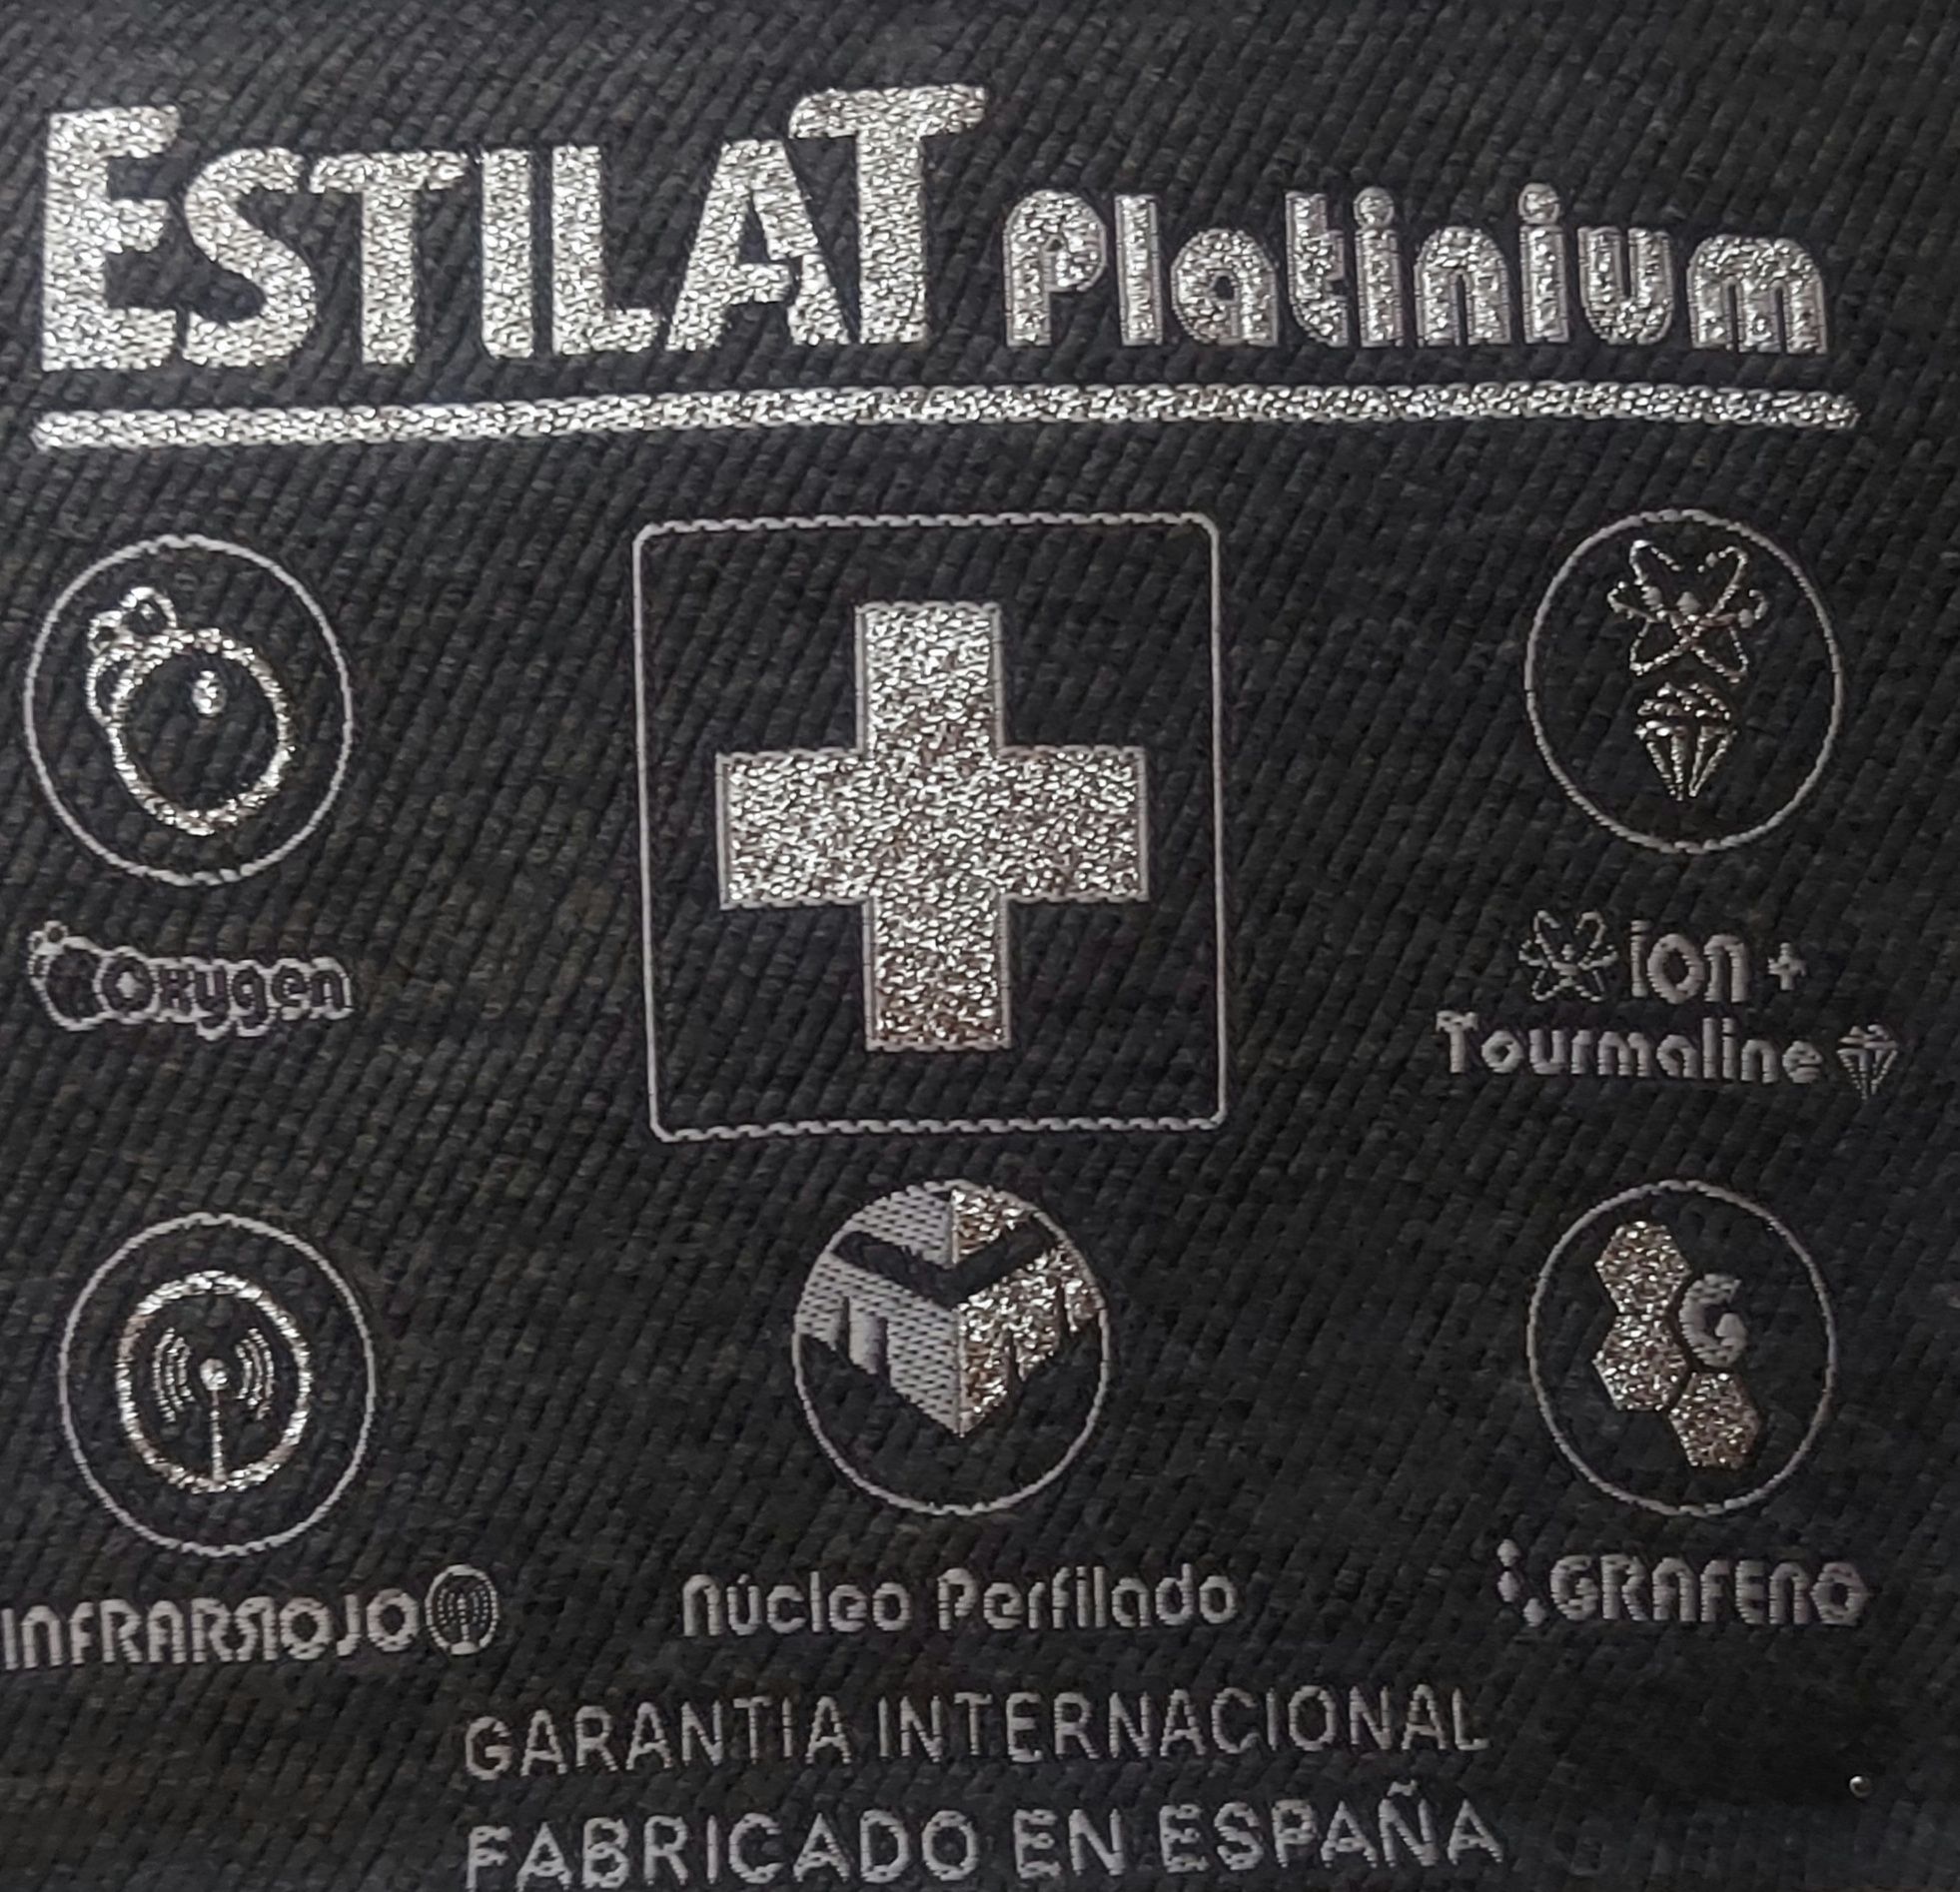 ESTILAT Platinium
Oxygen
ion +
Tourmaline
G
INFRARROJO
Núcleo Perfilado
GRAFENO
GARANTIA INTERNACIONAL
FABRICADO EN ESPAÑA